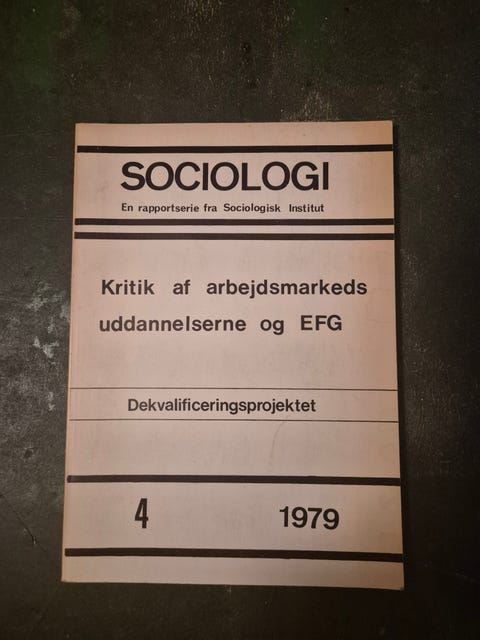 SOCIOLOGI
En rapportserie fra Sociologisk Institut
Kritik af arbejdsmarkeds
uddannelserne og EFG
Dekvalificeringsprojektet
4 1979